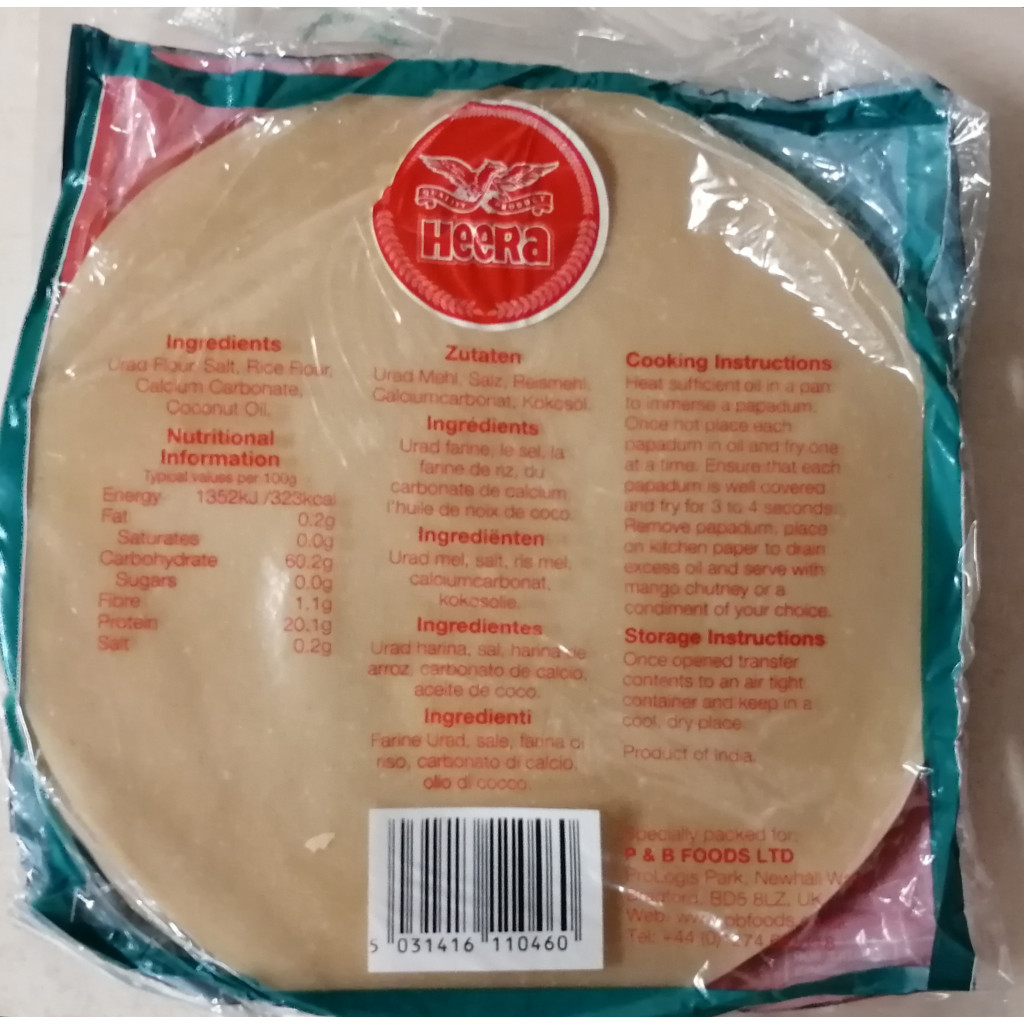 QUALITY PRODUCT
HEERA
Ingredients
Urad Flour, Salt, Rice Flour,
Calcium Carbonate,
Coconut Oil.
Nutritional
Information
Typical values per 100g
Energy 1352kJ /323kcal
Fat 0.2g
Saturates 0.0g
Carbohydrate 60.2g
Sugars 0.0g
Fibre 1.1g
Protein 20.1g
Salt 0.2g
Zutaten
Urad Mehl, Salz, Reismehl,
Calciumcarbonat, Kokosöl.
Ingrédients
Urad farine, le sel, la
farine de riz, du
carbonate de calcium,
l'huile de noix de coco.
Ingrediënten
Urad mel, salt, ris mel,
calciumcarbonat,
kokosolie.
Ingredientes
Urad harina, sal, harina de
arroz, carbonato de calcio,
aceite de coco.
Ingredienti
Farine Urad, sale, farina di
riso, carbonato di calcio,
olio di cocco.
Cooking Instructions
Heat sufficient oil in a pan
to immerse a papadum.
Once hot place each
papadum in oil and fry one
at a time. Ensure that each
papadum is well covered
and fry for 3 to 4 seconds.
Remove papadum, place
on kitchen paper to drain
excess oil and serve with
mango chutney or a
condiment of your choice.
Storage Instructions
Once opened transfer
contents to an air tight
container and keep in a
cool, dry place.
Product of India.
Specially packed for:
P & B FOODS LTD
ProLogis Park, Newhall
Bradford, BD5 8LZ, UK
Web:
Tel: +44 (0)
5 031416 110460